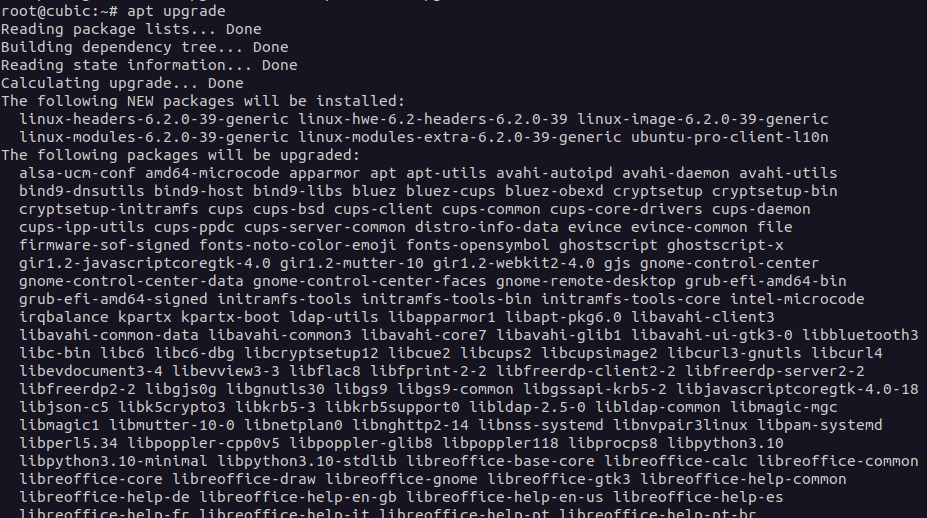 root@cubic:~# apt upgrade
Reading package lists... Done
Building dependency tree... Done
Reading state information... Done
Calculating upgrade... Done
The following NEW packages will be installed:
linux-headers-6.2.0-39-generic linux-hwe-6.2-headers-6.2.0-39 linux-image-6.2.0-39-generic
linux-modules-6.2.0-39-generic linux-modules-extra-6.2.0-39-generic ubuntu-pro-client-l10n
The following packages will be upgraded:
alsa-ucm-conf amd64-microcode apparmor apt apt-utils avahi-autoipd avahi-daemon avahi-utils
bind9-dnsutils bind9-host bind9-libs bluez bluez-cups bluez-obexd cryptsetup cryptsetup-bin
cryptsetup-initramfs cups cups-bsd cups-client cups-common cups-core-drivers cups-daemon
cups-ipp-utils cups-ppdc cups-server-common distro-info-data evince evince-common file
firmware-sof-signed fonts-noto-color-emoji fonts-opensymbol ghostscript ghostscript-x
gir1.2-javascriptcoregtk-4.0 gir1.2-mutter-10 gir1.2-webkit2-4.0 gjs gnome-control-center
gnome-control-center-data gnome-control-center-faces gnome-remote-desktop grub-efi-amd64-bin
grub-efi-amd64-signed initramfs-tools initramfs-tools-bin initramfs-tools-core intel-microcode
irqbalance kpartx kpartx-boot ldap-utils libapparmor1 libapt-pkg6.0 libavahi-client3
libavahi-common-data libavahi-common3 libavahi-core7 libavahi-glib1 libavahi-ui-gtk3-0 libbluetooth3
libc-bin libc6 libc6-dbg libcryptsetup12 libcue2 libcups2 libcupsimage2 libcurl3-gnutls libcurl4
libevdocument3-4 libevview3-3 libflac8 libfprint-2-2 libfreerdp-client2-2 libfreerdp-server2-2
libfreerdp2-2 libgjs0g libgnutls30 libgs9 libgs9-common libgssapi-krb5-2 libjavascriptcoregtk-4.0-18
libjson-c5 libk5crypto3 libkrb5-3 libkrb5support0 libldap-2.5-0 libldap-common libmagic-mgc
libmagic1 libmutter-10-0 libnetplan0 libnghttp2-14 libnss-systemd libnvpair3linux libpam-systemd
libperl5.34 libpoppler-cpp0v5 libpoppler-glib8 libpoppler118 libprocps8 libpython3.10
libpython3.10-minimal libpython3.10-stdlib libreoffice-base-core libreoffice-calc libreoffice-common
libreoffice-core libreoffice-draw libreoffice-gnome libreoffice-gtk3 libreoffice-help-common
libreoffice-help-de libreoffice-help-en-gb libreoffice-help-en-us libreoffice-help-es
libreoffice-help-fr libreoffice-help-it libreoffice-help-pt libreoffice-help-pt-br